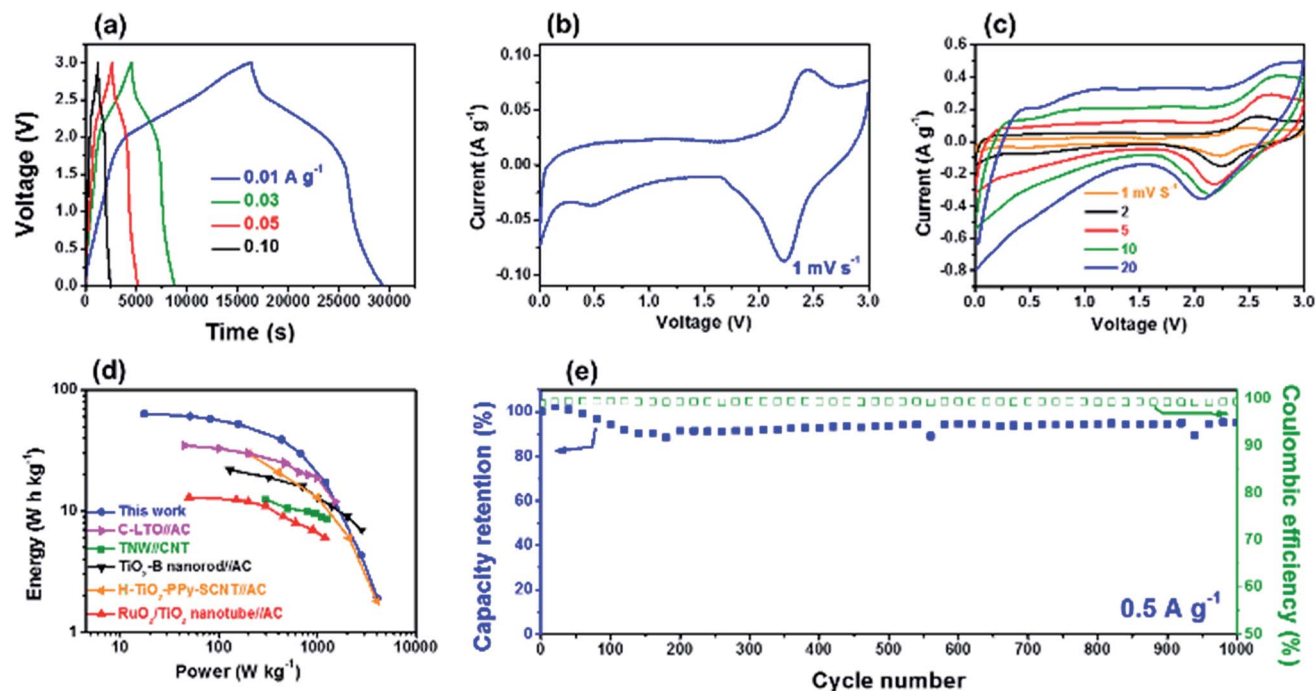 (a)
Voltage (V)
3.0
2.5
2.0
1.5
1.0
0.5
0.0
0.01 A g⁻¹
0.03
0.05
0.10
0 5000 10000 15000 20000 25000 30000
Time (s)
(b)
Current (A g⁻¹)
0.10
0.05
0.00
-0.05
-0.10
1 mV s⁻¹
0.0 0.5 1.0 1.5 2.0 2.5 3.0
Voltage (V)
(c)
Current (A g⁻¹)
0.6
0.4
0.2
0.0
-0.2
-0.4
-0.6
-0.8
1 mV S⁻¹
2
5
10
20
0.0 0.5 1.0 1.5 2.0 2.5 3.0
Voltage (V)
(d)
Energy (W h kg⁻¹)
100
10
1
This work
C-LTO//AC
TNW//CNT
TiO₂-B nanorod//AC
H-TiO₂-PPy-SCNT//AC
RuO₂/TiO₂ nanotube//AC
10 100 1000 10000
Power (W kg⁻¹)
(e)
Capacity retention (%)
100
80
60
40
20
0
0.5 A g⁻¹
0 100 200 300 400 500 600 700 800 900 1000
Cycle number
100
90
80
70
60
50
Coulombic efficiency (%)